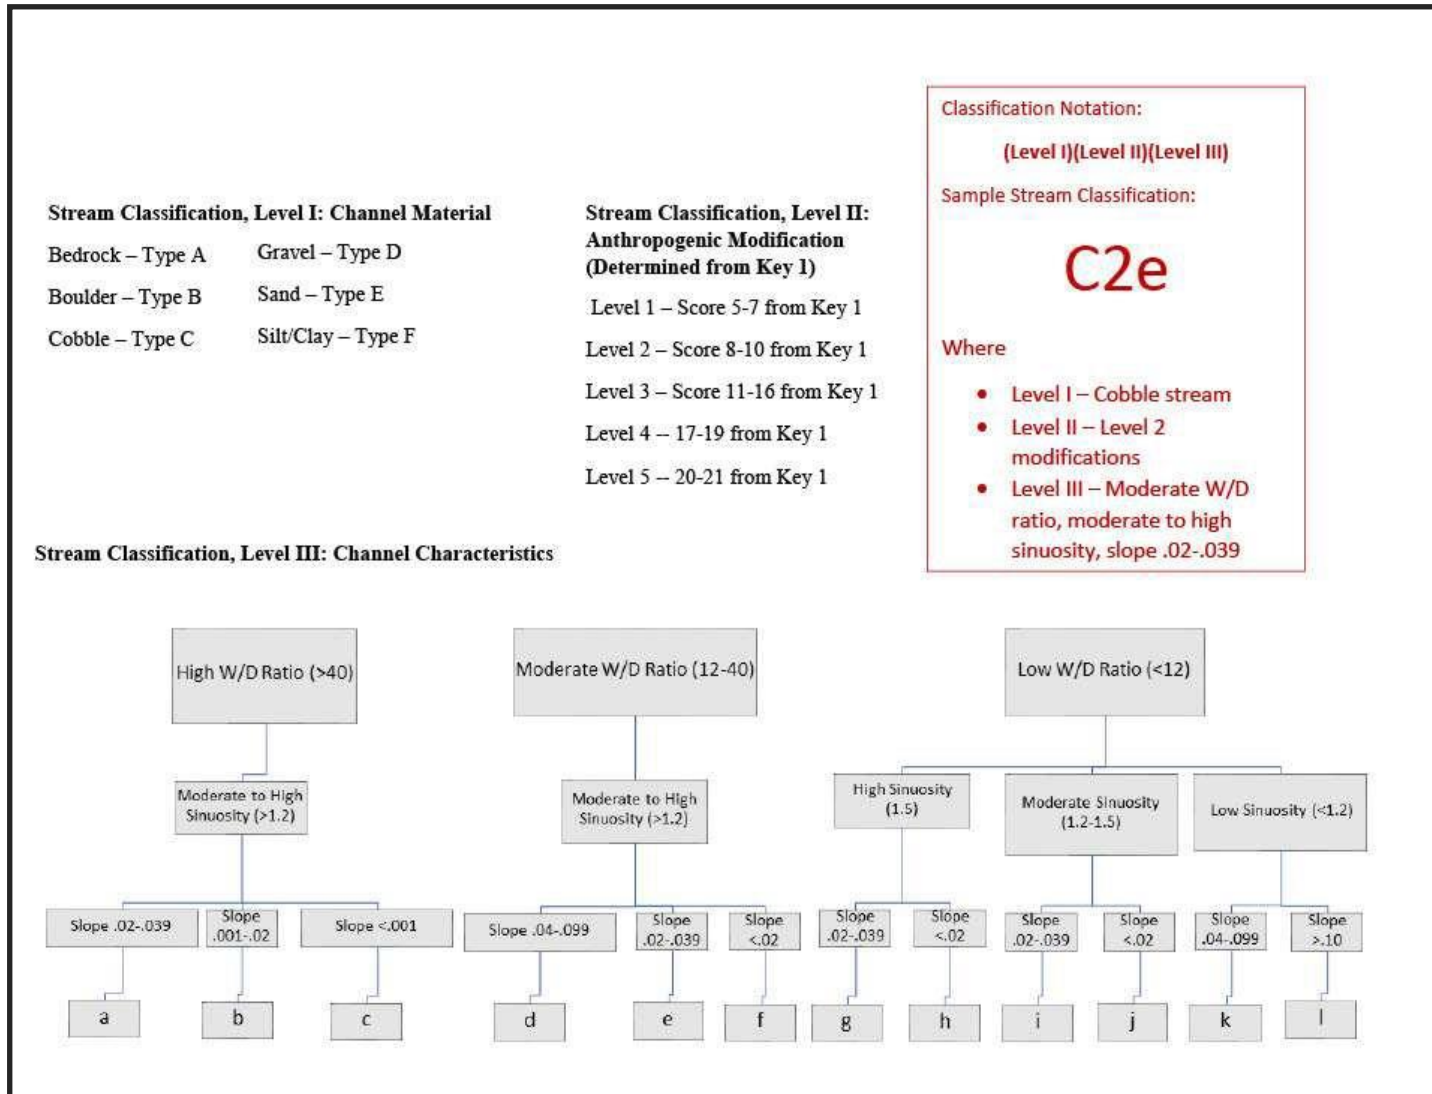 Classification Notation:
(Level I)(Level II)(Level III)
Sample Stream Classification:
C2e
Where
• Level I – Cobble stream
• Level II – Level 2
modifications
• Level III – Moderate W/D
ratio, moderate to high
sinuosity, slope .02-.039
Stream Classification, Level I: Channel Material
Bedrock – Type A
Boulder – Type B
Cobble – Type C
Gravel – Type D
Sand – Type E
Silt/Clay – Type F
Stream Classification, Level II:
Anthropogenic Modification
(Determined from Key 1)
Level 1 – Score 5-7 from Key 1
Level 2 – Score 8-10 from Key 1
Level 3 – Score 11-16 from Key 1
Level 4 -- 17-19 from Key 1
Level 5 -- 20-21 from Key 1
Stream Classification, Level III: Channel Characteristics
High W/D Ratio (>40)
Moderate to High
Sinuosity (>1.2)
Slope .02-.039
Slope
.001-.02
Slope <.001
a
b
c
Moderate W/D Ratio (12-40)
Moderate to High
Sinuosity (>1.2)
Slope .04-.099
Slope
.02-.039
Slope
<.02
d
e
f
Low W/D Ratio (<12)
High Sinuosity
(1.5)
Moderate Sinuosity
(1.2-1.5)
Low Sinuosity (<1.2)
Slope
.02-.039
Slope
<.02
Slope
.02-.039
Slope
<.02
Slope
.04-.099
Slope
>.10
g
h
i
j
k
l